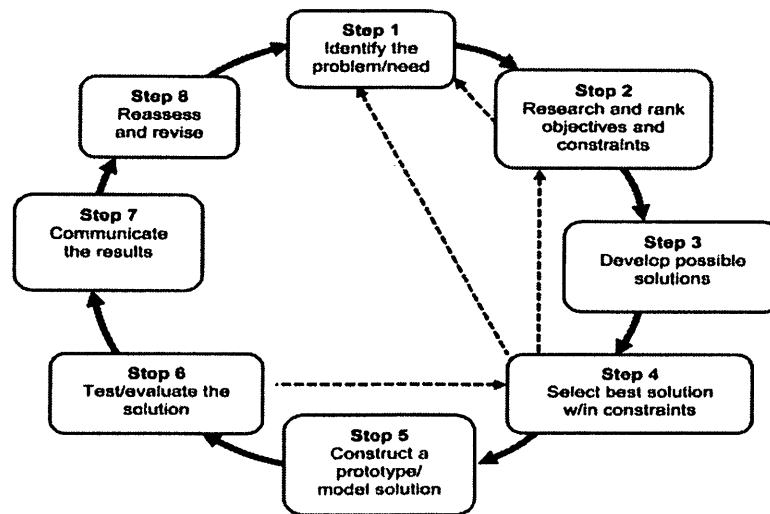 Step 1
Identify the
problem/need
Step 2
Research and rank
objectives and
constraints
Step 3
Develop possible
solutions
Step 4
Select best solution
w/in constraints
Step 5
Construct a
prototype/
model solution
Step 6
Test/evaluate the
solution
Step 7
Communicate
the results
Step 8
Reassess
and revise